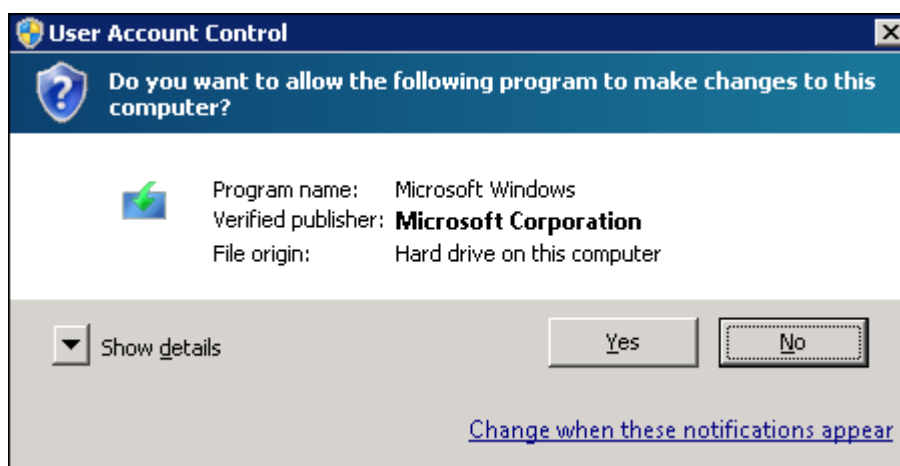 User Account Control
Do you want to allow the following program to make changes to this
computer?
Program name: Microsoft Windows
Verified publisher: Microsoft Corporation
File origin: Hard drive on this computer
Show details
Yes
No
Change when these notifications appear